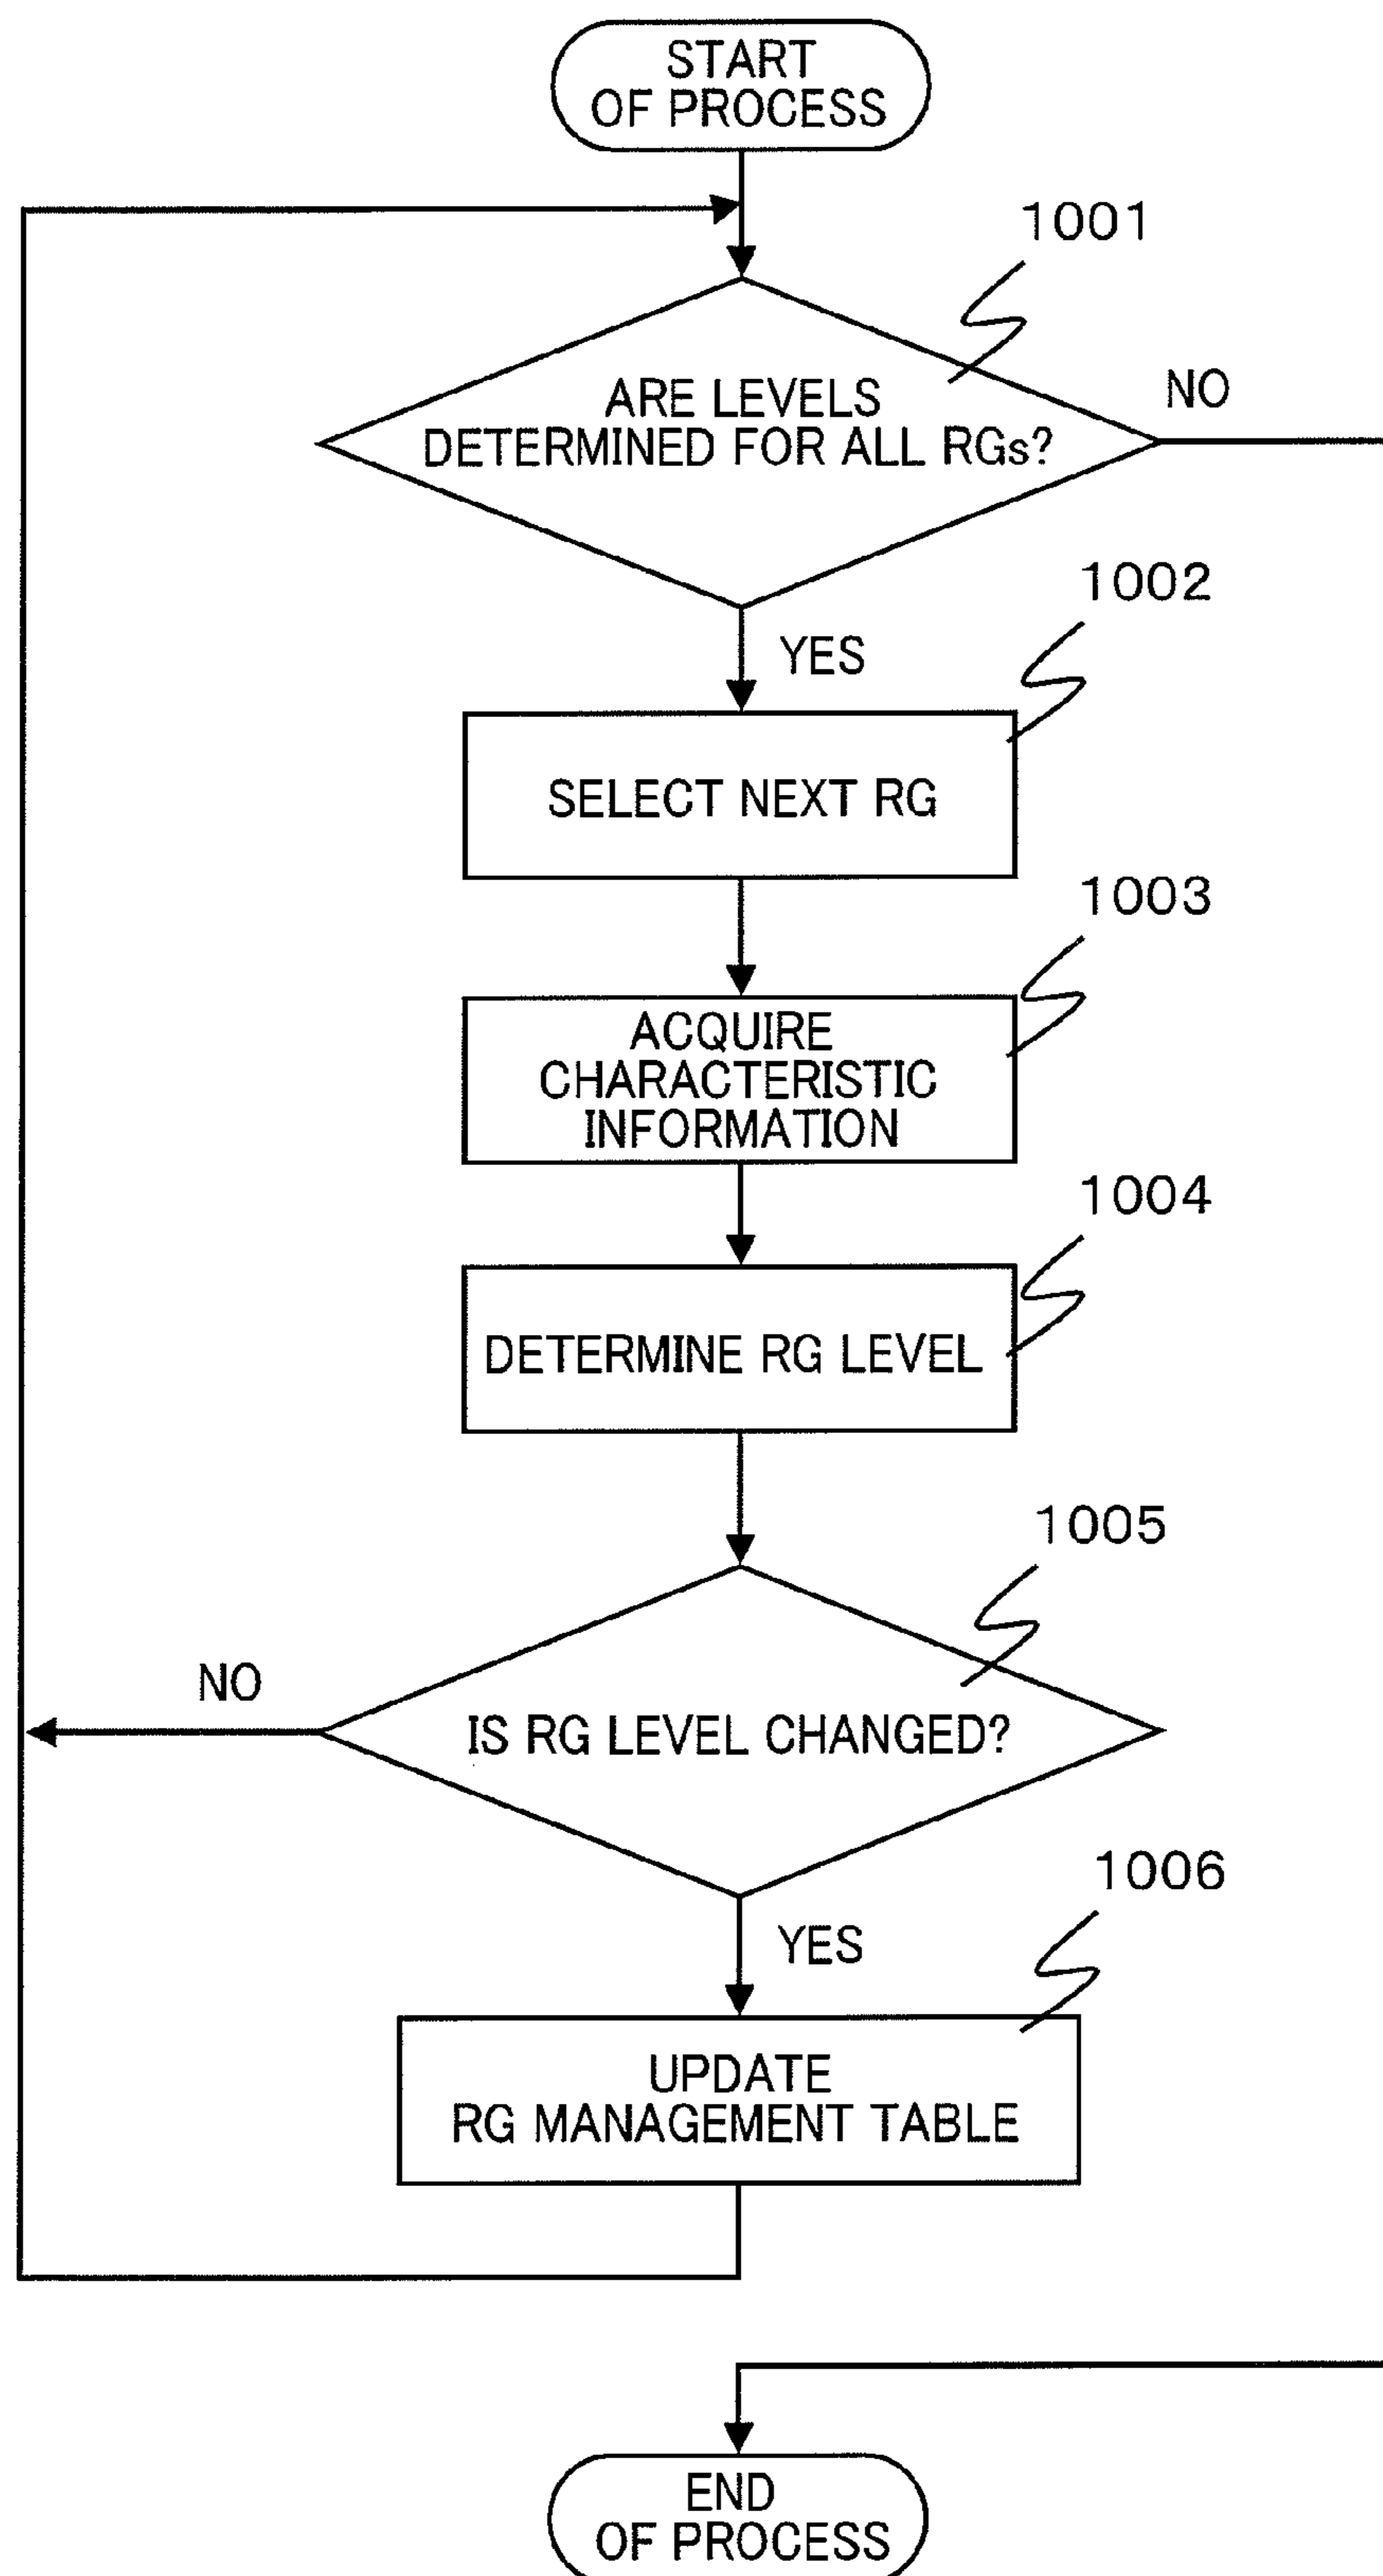 START
OF PROCESS
1001
ARE LEVELS
DETERMINED FOR ALL RGs?
NO
YES
1002
SELECT NEXT RG
1003
ACQUIRE
CHARACTERISTIC
INFORMATION
1004
DETERMINE RG LEVEL
1005
NO
IS RG LEVEL CHANGED?
YES
1006
UPDATE
RG MANAGEMENT TABLE
END
OF PROCESS